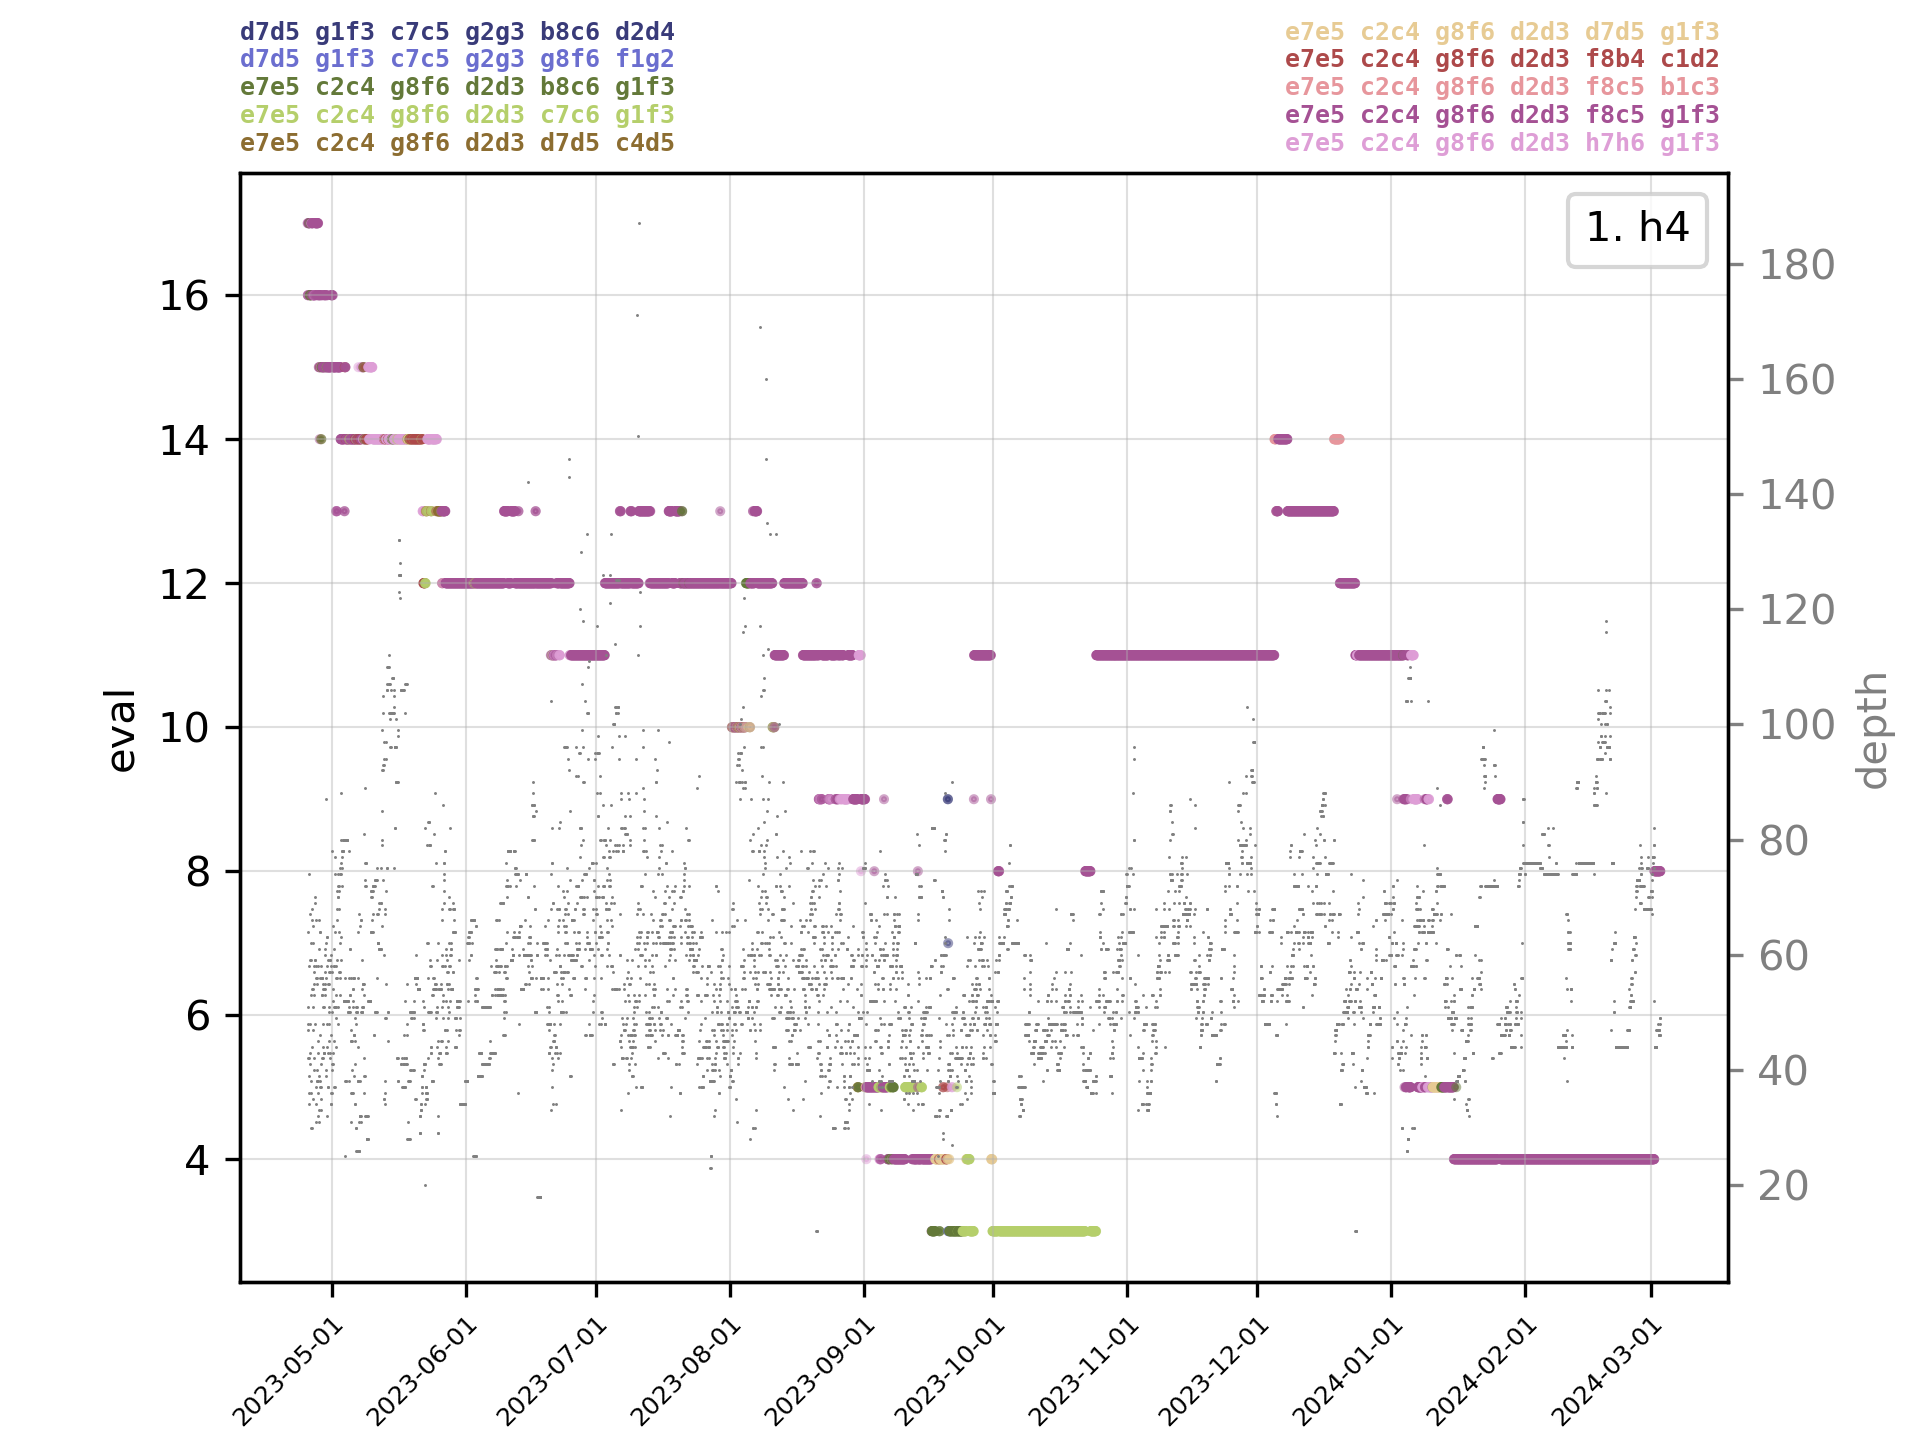 d7d5 g1f3 c7c5 g2g3 b8c6 d2d4
d7d5 g1f3 c7c5 g2g3 g8f6 f1g2
e7e5 c2c4 g8f6 d2d3 b8c6 g1f3
e7e5 c2c4 g8f6 d2d3 c7c6 g1f3
e7e5 c2c4 g8f6 d2d3 d7d5 c4d5
e7e5 c2c4 g8f6 d2d3 d7d5 g1f3
e7e5 c2c4 g8f6 d2d3 f8b4 c1d2
e7e5 c2c4 g8f6 d2d3 f8c5 b1c3
e7e5 c2c4 g8f6 d2d3 f8c5 g1f3
e7e5 c2c4 g8f6 d2d3 h7h6 g1f3
1. h4
eval
16
14
12
10
8
6
4
depth
180
160
140
120
100
80
60
40
20
2023-05-01
2023-06-01
2023-07-01
2023-08-01
2023-09-01
2023-10-01
2023-11-01
2023-12-01
2024-01-01
2024-02-01
2024-03-01